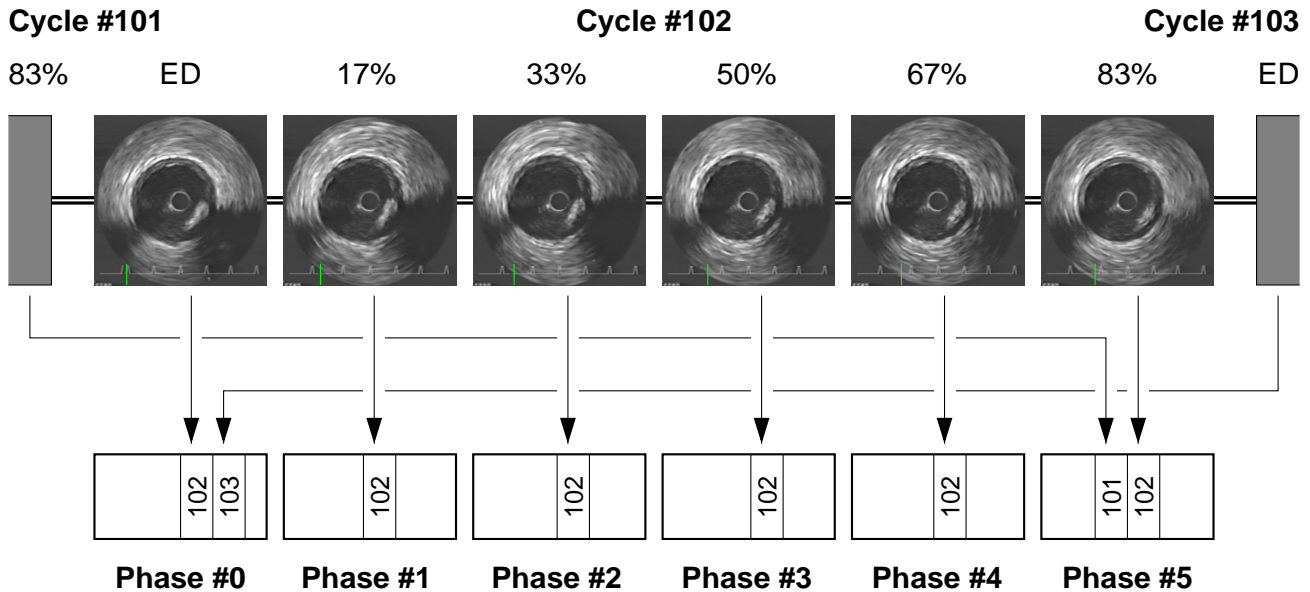 Cycle #101 Cycle #102 Cycle #103
83% ED 17% 33% 50% 67% 83% ED
102 103 102 102 102 102 101 102
Phase #0 Phase #1 Phase #2 Phase #3 Phase #4 Phase #5